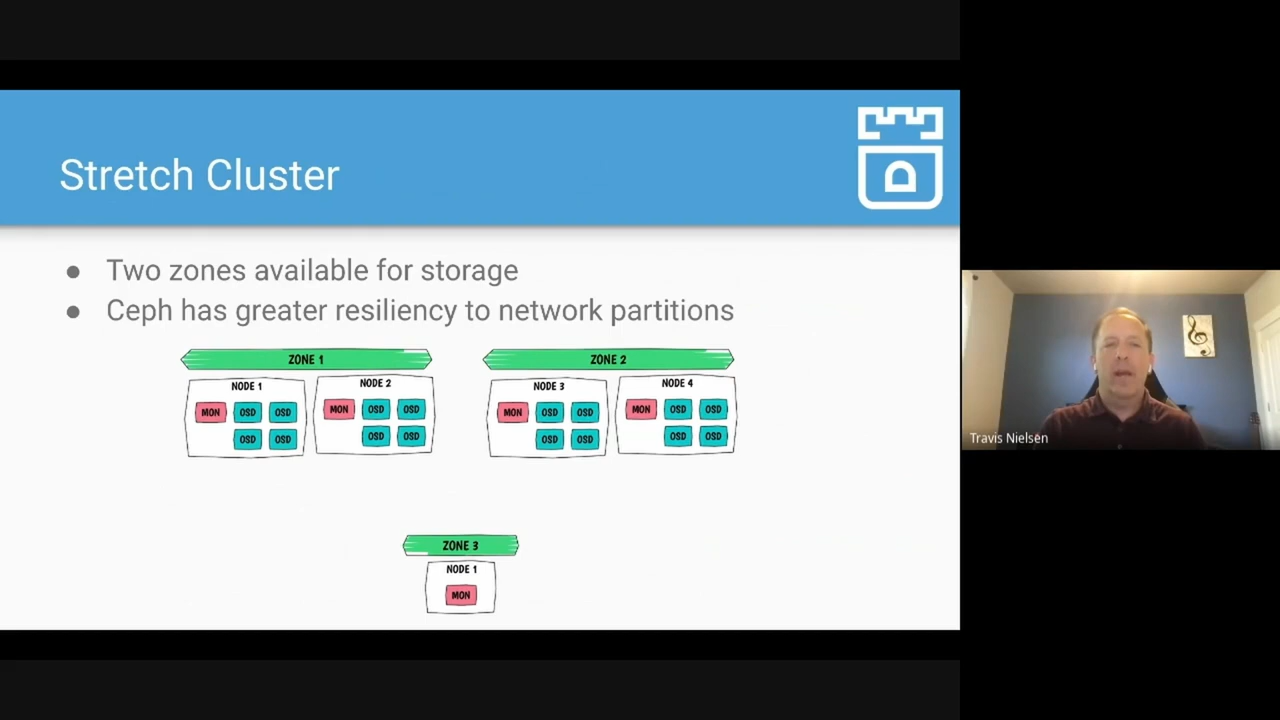 Stretch Cluster
● Two zones available for storage
● Ceph has greater resiliency to network partitions
ZONE 1
ZONE 2
NODE 1
NODE 2
NODE 3
NODE 4
MON OSD OSD
OSD OSD
MON OSD OSD
OSD OSD
MON OSD OSD
OSD OSD
MON OSD OSD
OSD OSD
ZONE 3
NODE 1
MON
Travis Nielsen